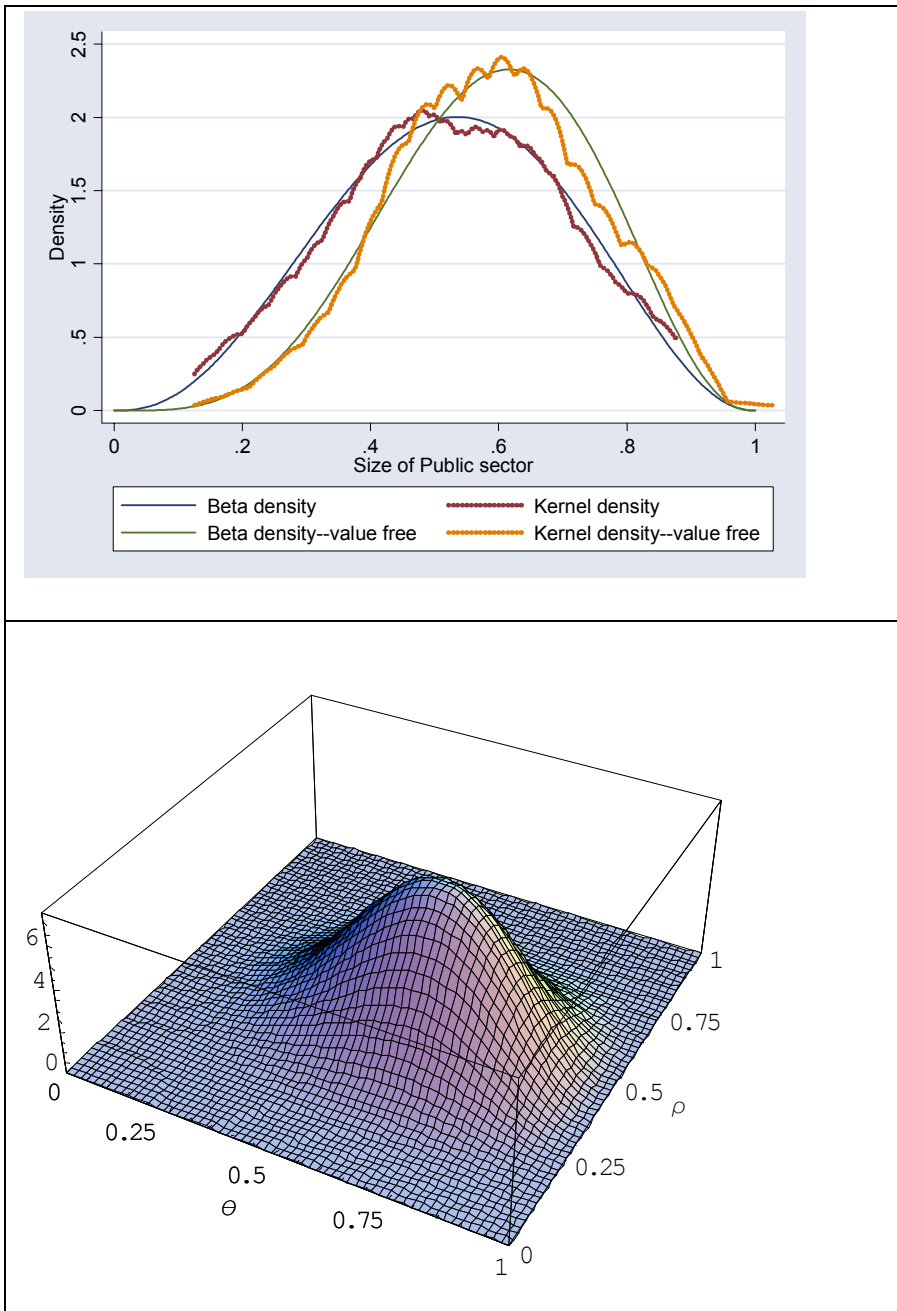 2.5
2
1.5
1
.5
0
Density
0 .2 .4 .6 .8 1
Size of Public sector
Beta density Kernel density
Beta density--value free Kernel density--value free
6
4
2
0
0
0.25
0.5
0.75
1
θ
0
0.25
0.5
0.75
1
ρ